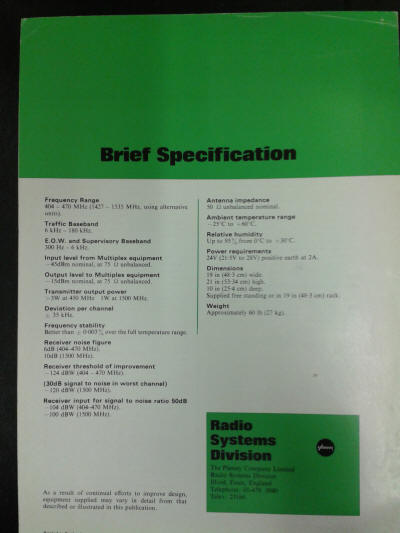 Brief Specification
Frequency Range
404 – 470 MHz (1427 – 1535 MHz, using alternative
units).
Traffic Baseband
6 kHz – 180 kHz.
E.O.W. and Supervisory Baseband
300 Hz – 6 kHz.
Input level from Multiplex equipment
–45dBm nominal, at 75 Ω unbalanced.
Output level to Multiplex equipment
–15dBm nominal, at 75 Ω unbalanced.
Transmitter output power
3W at 450 MHz 1W at 1500 MHz.
Deviation per channel
± 35 kHz.
Frequency stability
Better than ± 0·003% over the full temperature range.
Receiver noise figure
6dB (404–470 MHz).
10dB (1500 MHz).
Receiver threshold of improvement
–124 dBW (404 – 470 MHz).
(30dB signal to noise in worst channel)
–120 dBW (1500 MHz).
Receiver input for signal to noise ratio 50dB
–104 dBW (404–470 MHz).
–100 dBW (1500 MHz).
As a result of continual efforts to improve design,
equipment supplied may vary in detail from that
described or illustrated in this publication.
Antenna impedance
50 Ω unbalanced nominal.
Ambient temperature range
–25°C to +60°C.
Relative humidity
Up to 95% from 0°C to +30°C.
Power requirements
24V (21·5V to 28V) positive earth at 2A.
Dimensions
19 in (48·3 cm) wide.
21 in (53·34 cm) high.
10 in (25·4 cm) deep.
Supplied free standing or in 19 in (48·3 cm) rack.
Weight
Approximately 60 lb (27 kg).
Radio
Systems
Division
The Plessey Company Limited
Radio Systems Division
Ilford, Essex, England
Telephone: 01-478 3040
Telex: 23166